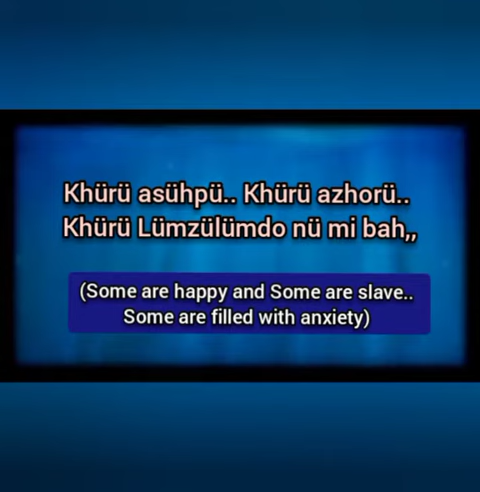 Khürü asühpü.. Khürü azhorü..
Khürü Lümzülümdo nü mi bah,,
(Some are happy and Some are slave..
Some are filled with anxiety)